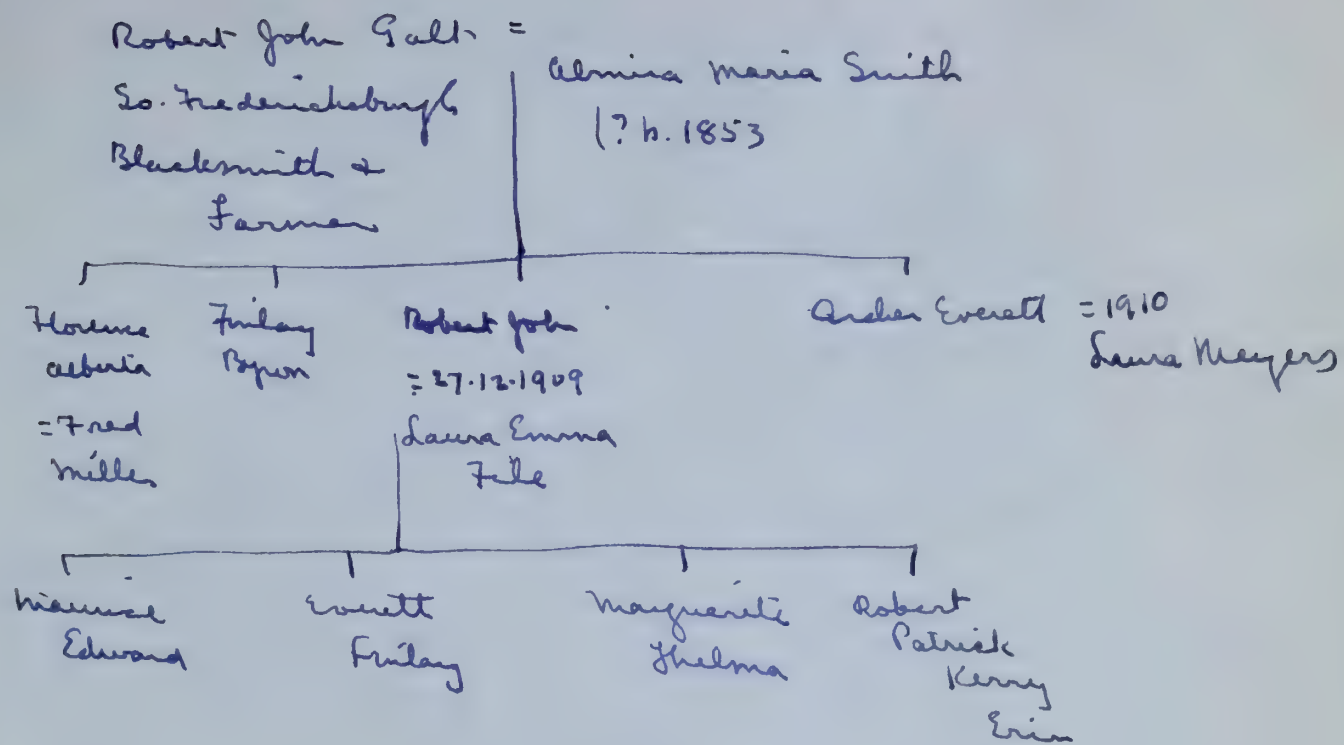 Robert John Galt =
Almira Maria Smith
So. Fredericksburgh
(? b. 1853
Blacksmith &
Farmer
Florence
Alberta
= Fred
Miller
Finlay
Byron
Robert John
= 27.12.1909
Laura Emma
File
Archer Everett = 1910
Laura Meyers
Maurice
Edward
Everett
Finlay
Marguerite
Thelma
Robert
Patrick
Kerry
Erin